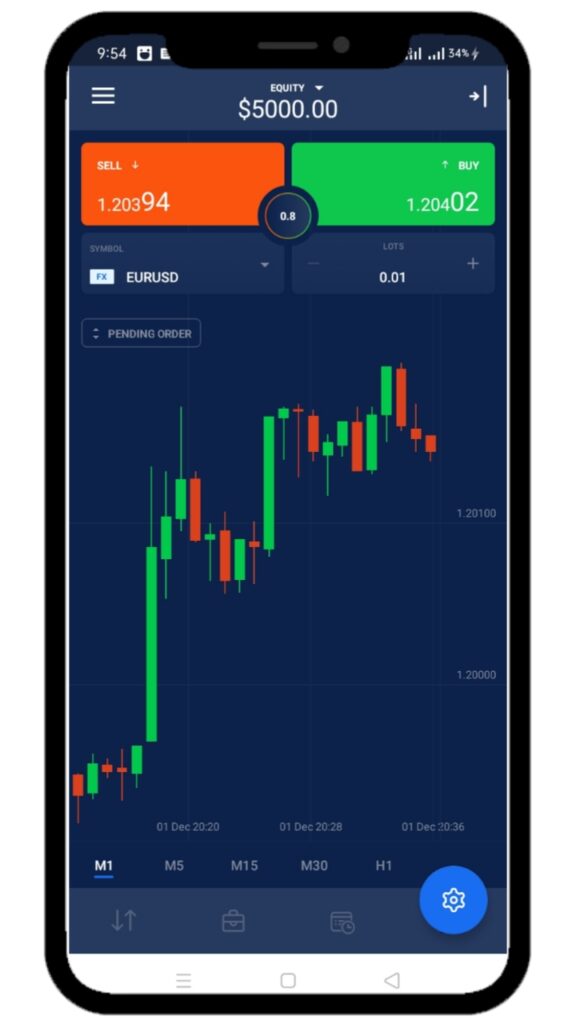 9:54 34%
EQUITY
$5000.00
SELL ↓ ↑ BUY
1.20394 1.20402
0.8
SYMBOL LOTS
FX EURUSD − 0.01 +
PENDING ORDER
1.20100
1.20000
01 Dec 20:20 01 Dec 20:28 01 Dec 20:36
M1 M5 M15 M30 H1